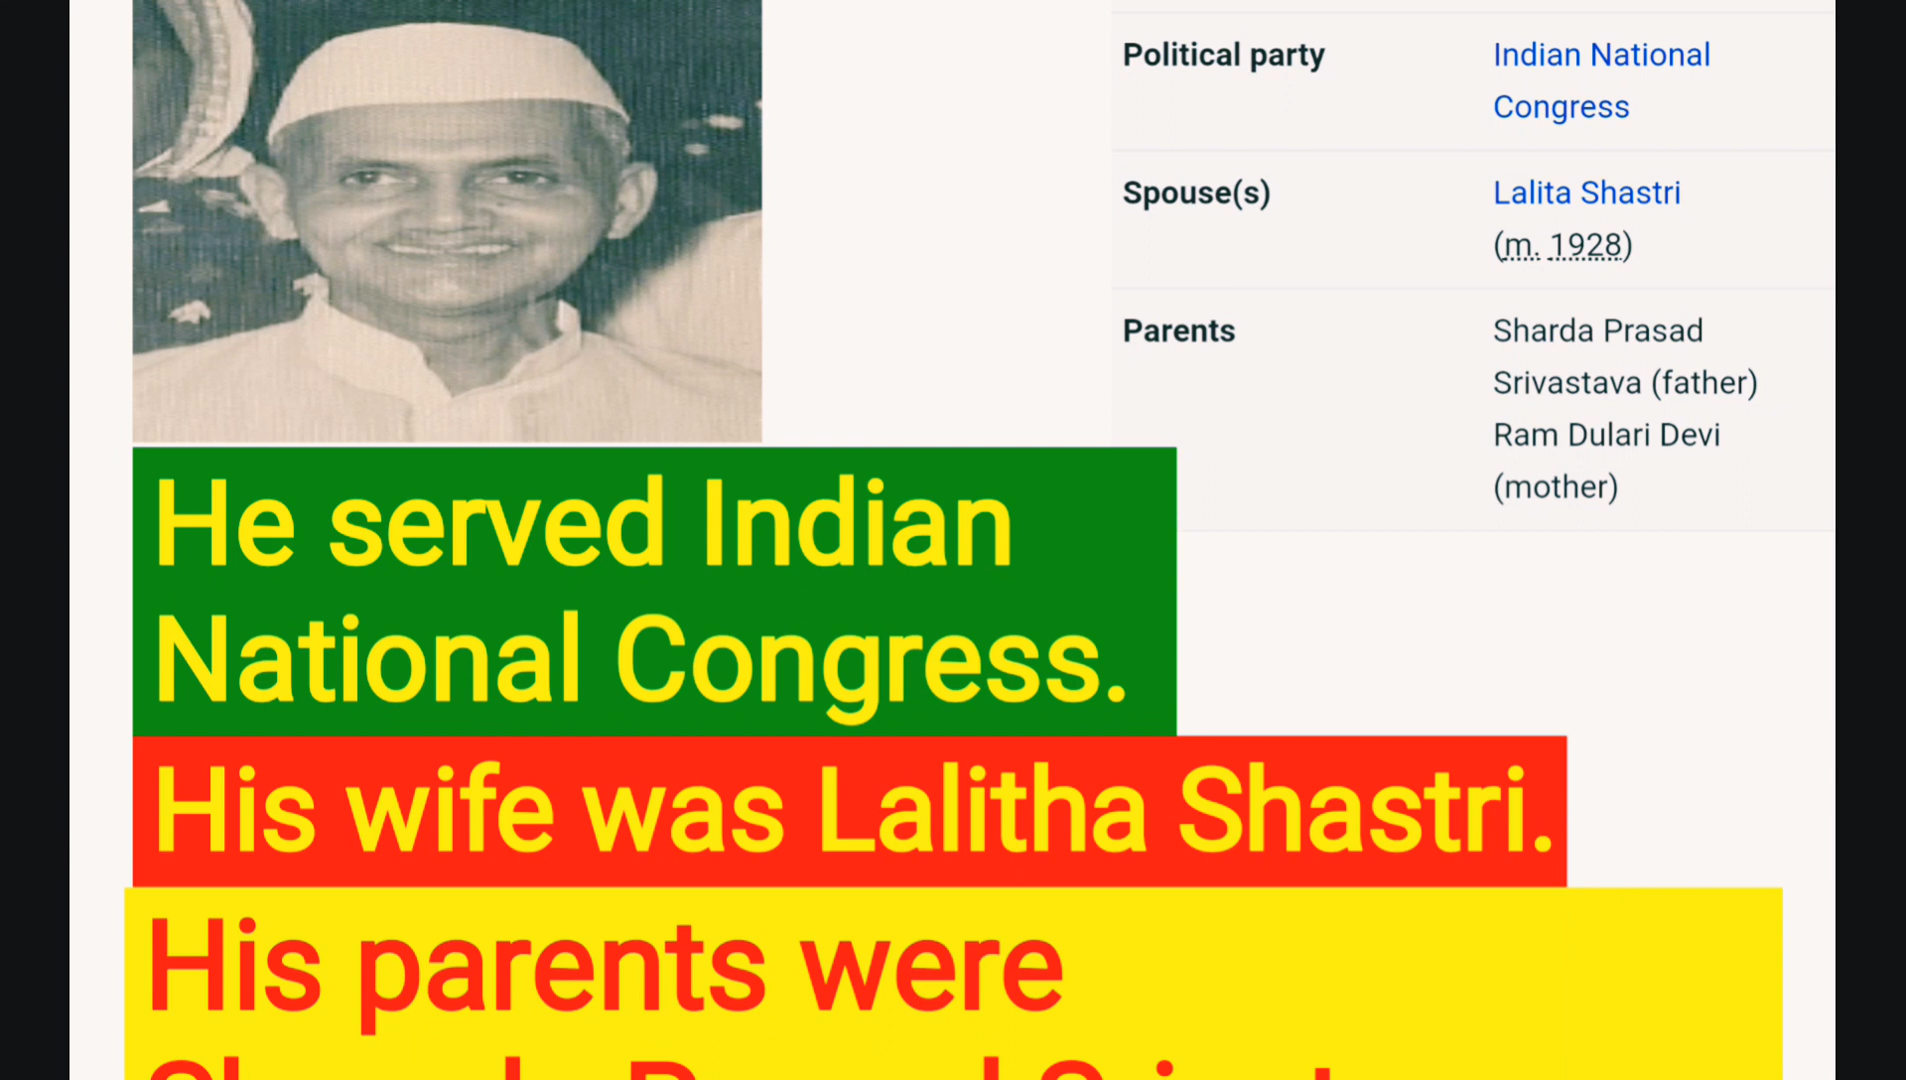 Political party
Indian National
Congress
Spouse(s)
Lalita Shastri
(m. 1928)
Parents
Sharda Prasad
Srivastava (father)
Ram Dulari Devi
(mother)
He served Indian
National Congress.
His wife was Lalitha Shastri.
His parents were